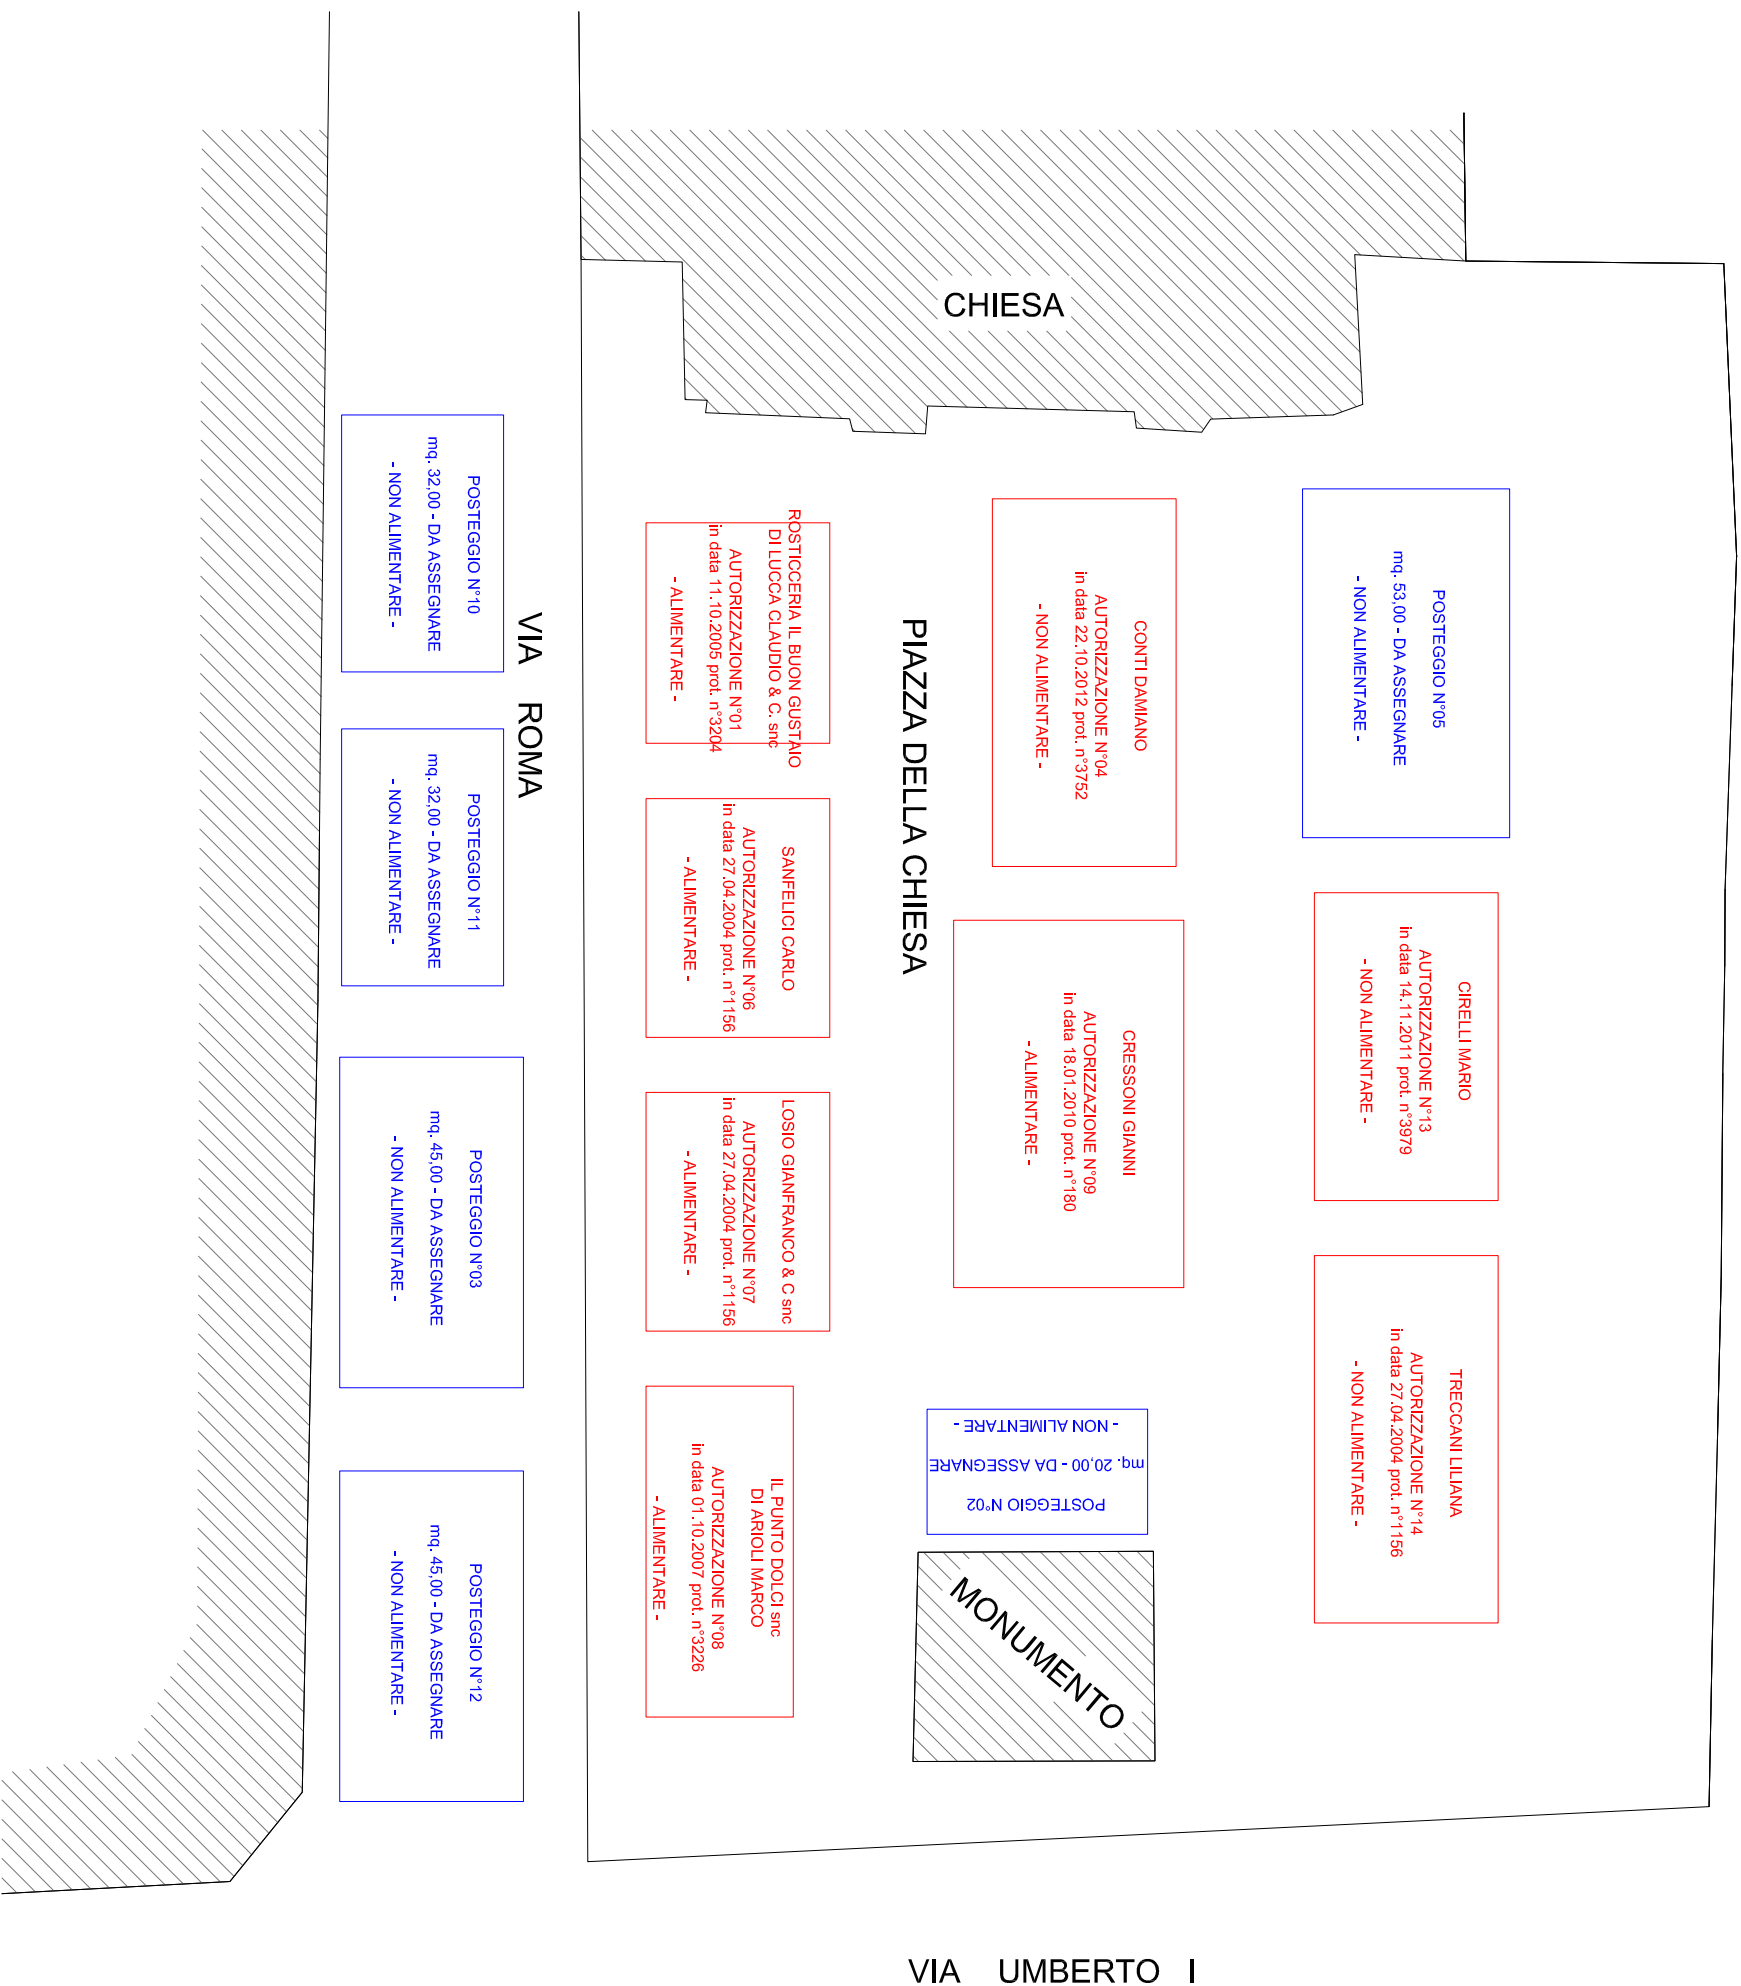 CHIESA
POSTEGGIO N°10
mq. 32,00 - DA ASSEGNARE
- NON ALIMENTARE -
POSTEGGIO N°11
mq. 32,00 - DA ASSEGNARE
- NON ALIMENTARE -
POSTEGGIO N°03
mq. 45,00 - DA ASSEGNARE
- NON ALIMENTARE -
POSTEGGIO N°12
mq. 45,00 - DA ASSEGNARE
- NON ALIMENTARE -
VIA ROMA
ROSTICCERIA IL BUON GUSTAIO
DI LUCCA CLAUDIO & C. snc
AUTORIZZAZIONE N°01
in data 11.10.2005 prot. n°3204
- ALIMENTARE -
SANFELICI CARLO
AUTORIZZAZIONE N°06
in data 27.04.2004 prot. n°1156
- ALIMENTARE -
LOSIO GIANFRANCO & C snc
AUTORIZZAZIONE N°07
in data 27.04.2004 prot. n°1156
- ALIMENTARE -
IL PUNTO DOLCI snc
DI ARIOLI MARCO
AUTORIZZAZIONE N°08
in data 01.10.2007 prot. n°3226
- ALIMENTARE -
PIAZZA DELLA CHIESA
CONTI DAMIANO
AUTORIZZAZIONE N°04
in data 22.10.2012 prot. n°3752
- NON ALIMENTARE -
CRESSONI GIANNI
AUTORIZZAZIONE N°09
in data 18.01.2010 prot. n°180
- ALIMENTARE -
POSTEGGIO N°02
mq. 20,00 - DA ASSEGNARE
- NON ALIMENTARE -
MONUMENTO
POSTEGGIO N°05
mq. 53,00 - DA ASSEGNARE
- NON ALIMENTARE -
CIRELLI MARIO
AUTORIZZAZIONE N°13
in data 14.11.2011 prot. n°3979
- NON ALIMENTARE -
TRECCANI LILIANA
AUTORIZZAZIONE N°14
in data 27.04.2004 prot. n°1156
- NON ALIMENTARE -
VIA UMBERTO I